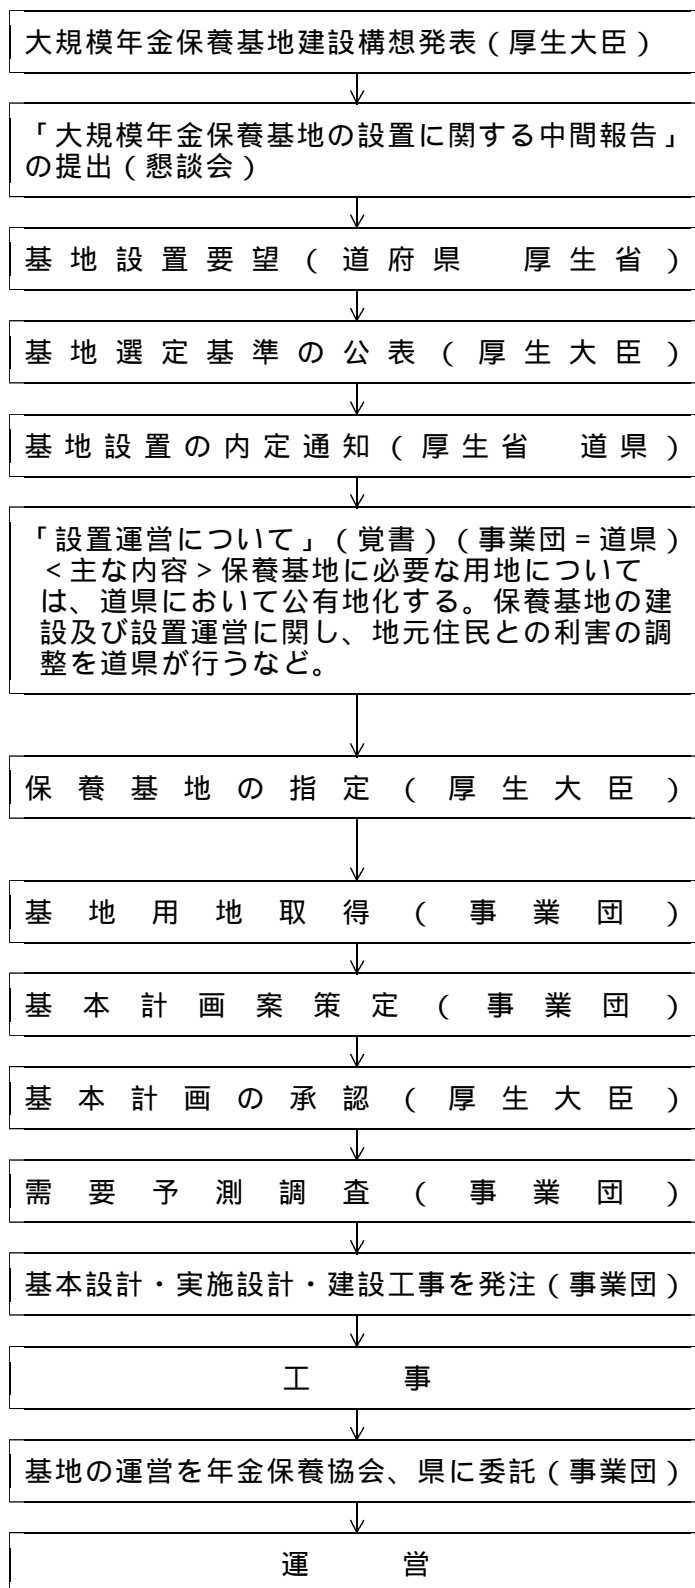 大規模年金保養基地建設構想発表(厚生大臣)
「大規模年金保養基地の設置に関する中間報告」
の提出(懇談会)
基地設置要望(道府県 厚生省)
基地選定基準の公表(厚生大臣)
基地設置の内定通知(厚生省 道県)
「設置運営について」(覚書)(事業団=道県)
<主な内容>保養基地に必要な用地について
は、道県において公有地化する。保養基地の建
設及び設置運営に関し、地元住民との利害の調
整を道県が行うなど。
保養基地の指定(厚生大臣)
基地用地取得(事業団)
基本計画案策定(事業団)
基本計画の承認(厚生大臣)
需要予測調査(事業団)
基本設計・実施設計・建設工事を発注(事業団)
工事
基地の運営を年金保養協会、県に委託(事業団)
運営